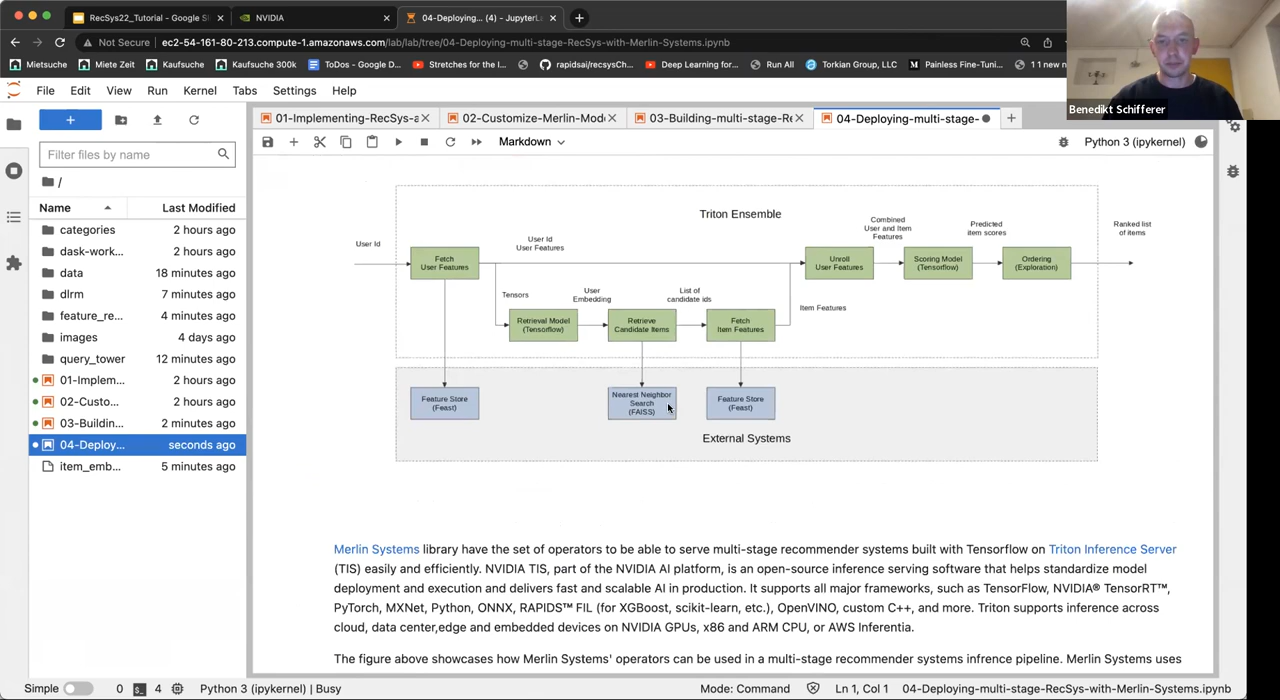 RecSys22_Tutorial - Google Sl
NVIDIA
04-Deploying... (4) - JupyterL
Not Secure | ec2-54-161-80-213.compute-1.amazonaws.com/lab/lab/tree/04-Deploying-multi-stage-RecSys-with-Merlin-Systems.ipynb
Mietsuche
Miete Zeit
Kaufsuche
Kaufsuche 300k
ToDos - Google D...
Stretches for the l...
rapidsai/recsysCh...
Deep Learning for...
Run All
Torkian Group, LLC
Painless Fine-Tuni...
1 1 new n
Benedikt Schifferer
File Edit View Run Kernel Tabs Settings Help
01-Implementing-RecSys-a
02-Customize-Merlin-Mod
03-Building-multi-stage-Re
04-Deploying-multi-stage-
Markdown
Python 3 (ipykernel)
Filter files by name
/
Name Last Modified
categories 2 hours ago
dask-work... 2 hours ago
data 18 minutes ago
dlrm 7 minutes ago
feature_re... 4 minutes ago
images 4 days ago
query_tower 12 minutes ago
01-Implem... 2 hours ago
02-Custo... 2 hours ago
03-Buildin... 2 minutes ago
04-Deploy... seconds ago
item_emb... 5 minutes ago
Triton Ensemble
User Id
Fetch
User Features
User Id
User Features
Tensors
Retrieval Model
(Tensorflow)
User
Embedding
Retrieve
Candidate Items
List of
candidate ids
Fetch
Item Features
Item Features
Unroll
User Features
Combined
User and Item
Features
Scoring Model
(Tensorflow)
Predicted
item scores
Ordering
(Exploration)
Ranked list
of items
Feature Store
(Feast)
Nearest Neighbor
Search
(FAISS)
Feature Store
(Feast)
External Systems
Merlin Systems library have the set of operators to be able to serve multi-stage recommender systems built with Tensorflow on Triton Inference Server
(TIS) easily and efficiently. NVIDIA TIS, part of the NVIDIA AI platform, is an open-source inference serving software that helps standardize model
deployment and execution and delivers fast and scalable AI in production. It supports all major frameworks, such as TensorFlow, NVIDIA® TensorRT™,
PyTorch, MXNet, Python, ONNX, RAPIDS™ FIL (for XGBoost, scikit-learn, etc.), OpenVINO, custom C++, and more. Triton supports inference across
cloud, data center,edge and embedded devices on NVIDIA GPUs, x86 and ARM CPU, or AWS Inferentia.
The figure above showcases how Merlin Systems' operators can be used in a multi-stage recommender systems infrence pipeline. Merlin Systems uses
Simple 0 4 Python 3 (ipykernel) | Busy Mode: Command Ln 1, Col 1 04-Deploying-multi-stage-RecSys-with-Merlin-Systems.ipynb